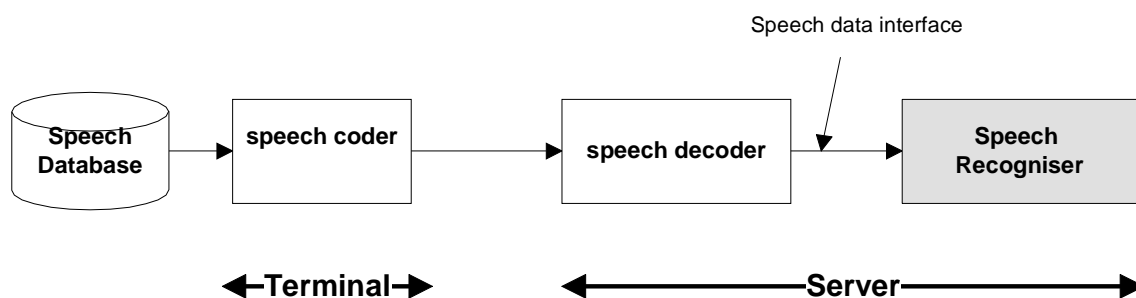 Speech data interface
Speech
Database
speech coder
speech decoder
Speech
Recogniser
Terminal
Server